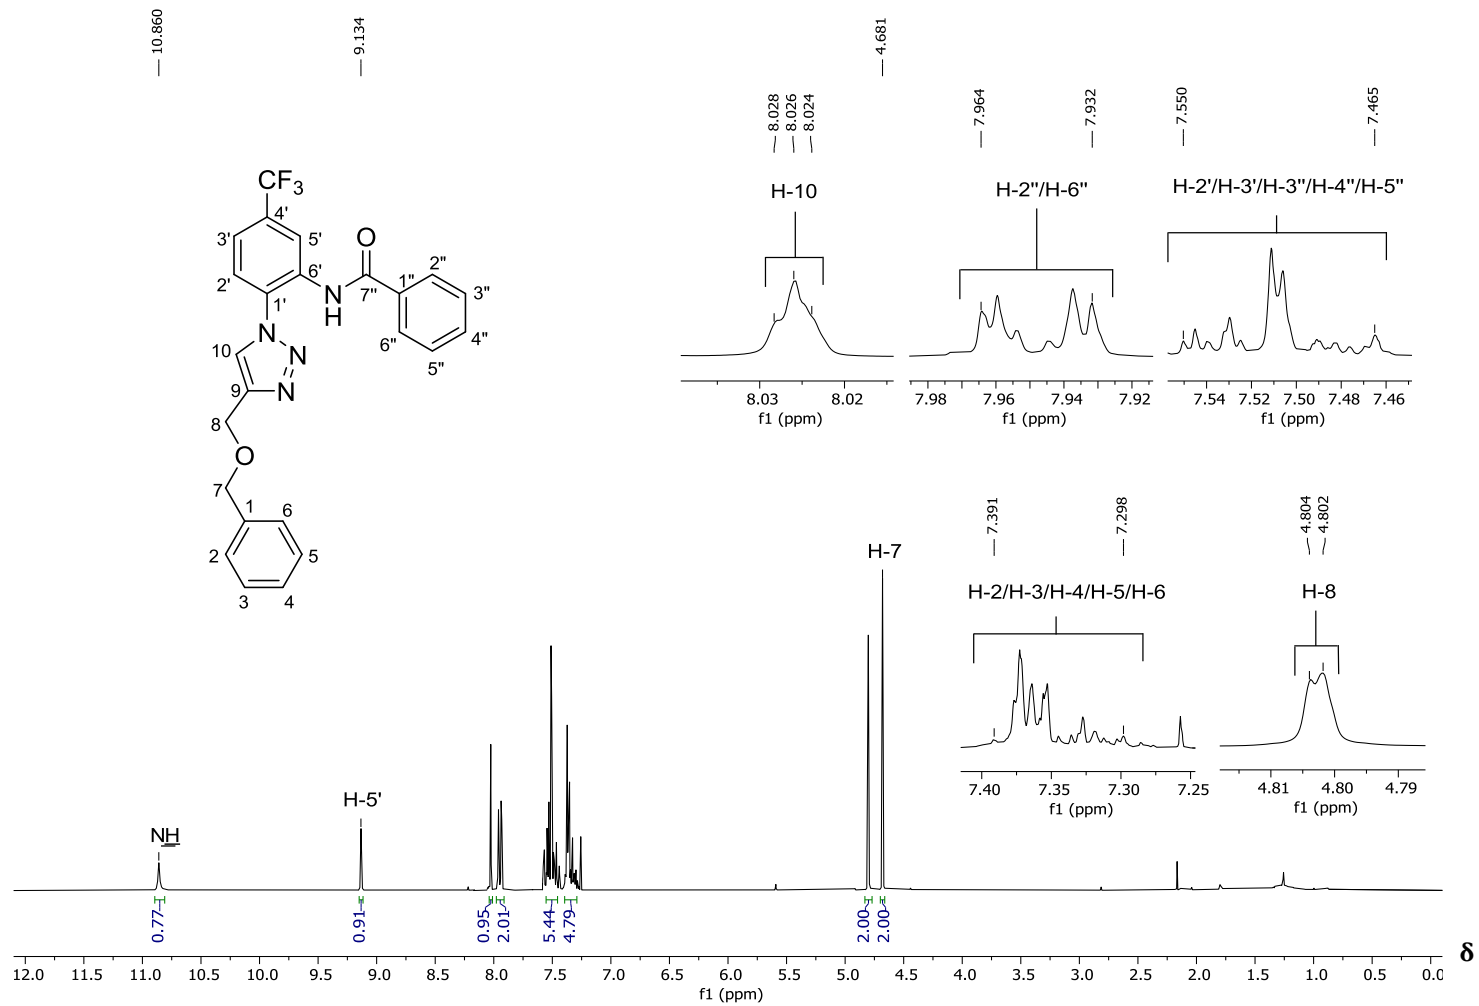 10.860
9.134
4.681
8.028
8.026
8.024
7.964
7.932
7.550
7.465
H-10
H-2"/H-6"
H-2'/H-3'/H-3"/H-4"/H-5"
8.03 8.02
f1 (ppm)
7.98 7.96 7.94 7.92
f1 (ppm)
7.54 7.52 7.50 7.48 7.46
f1 (ppm)
CF3
4'
3'
5'
O
2'
6'
1"
2"
3"
1'
N
H
7"
4"
6"
5"
N
N
N
10
9
8
O
7
1
6
2
5
3
4
7.391
7.298
4.804
4.802
H-2/H-3/H-4/H-5/H-6
H-8
7.40 7.35 7.30 7.25
f1 (ppm)
4.81 4.80 4.79
f1 (ppm)
H-7
H-5'
NH
0.77
0.91
0.95
2.01
5.44
4.79
2.00
2.00
12.0 11.5 11.0 10.5 10.0 9.5 9.0 8.5 8.0 7.5 7.0 6.5 6.0 5.5 5.0 4.5 4.0 3.5 3.0 2.5 2.0 1.5 1.0 0.5 0.0
f1 (ppm)
δ